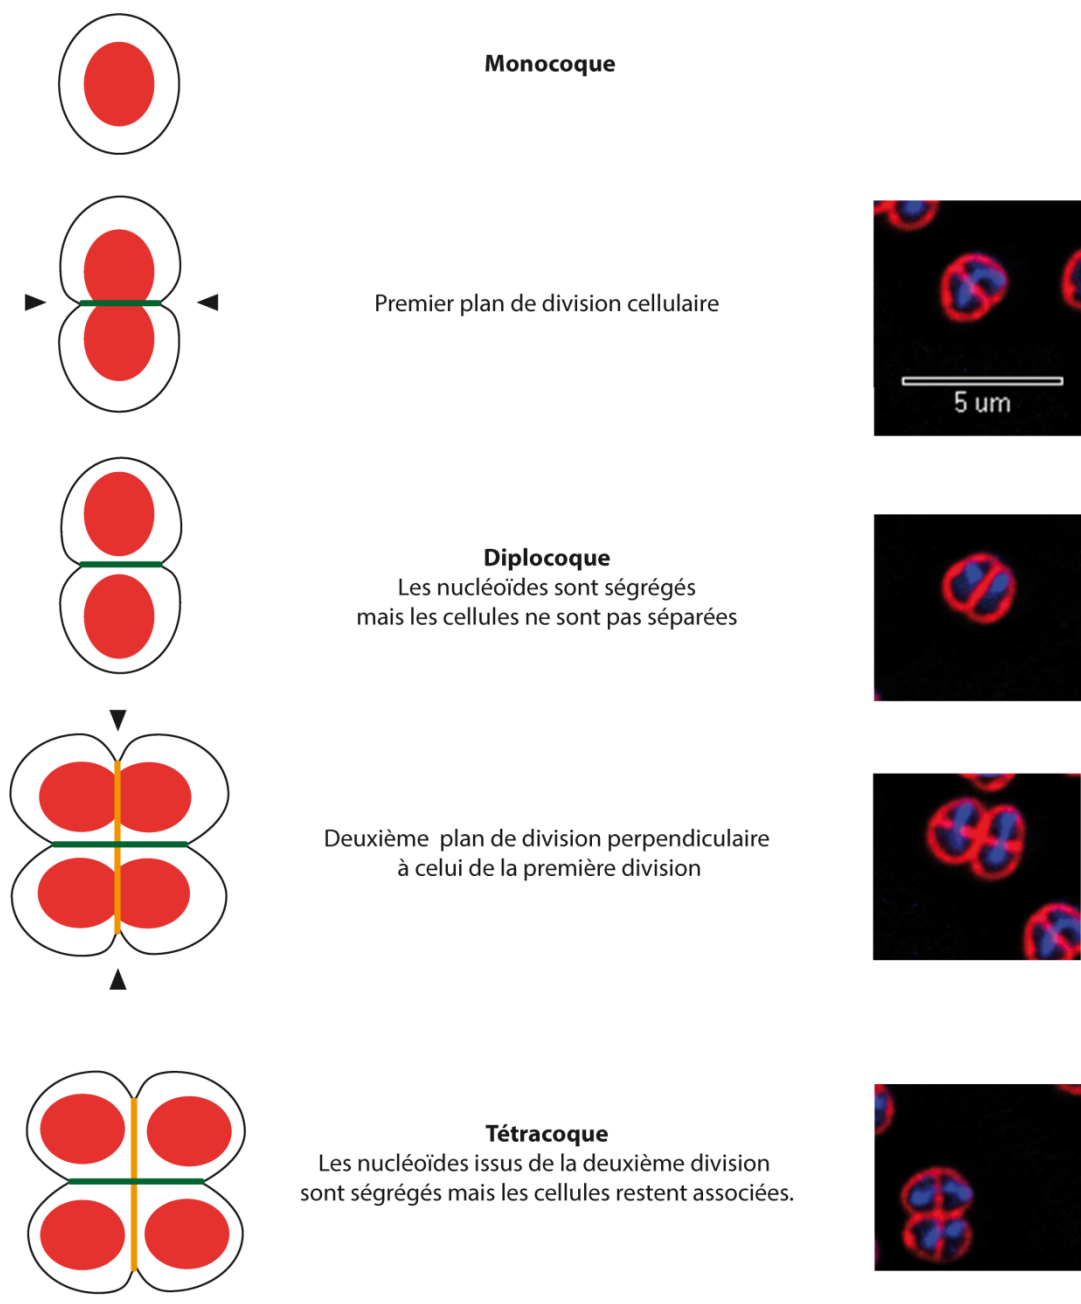 Monocoque
Premier plan de division cellulaire
5 um
Diplocoque
Les nucléoïdes sont ségrégés
mais les cellules ne sont pas séparées
Deuxième plan de division perpendiculaire
à celui de la première division
Tétracoque
Les nucléoïdes issus de la deuxième division
sont ségrégés mais les cellules restent associées.